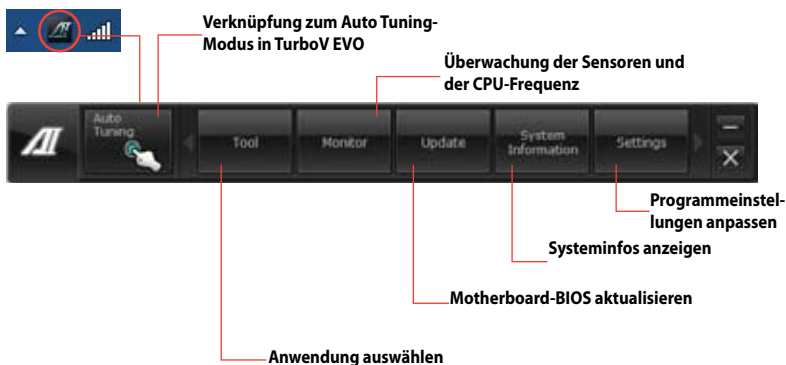 Verknüpfung zum Auto Tuning-
Modus in TurboV EVO
Überwachung der Sensoren und
der CPU-Frequenz
Auto
Tuning
Tool
Monitor
Update
System
Information
Settings
Programmeinstel-
lungen anpassen
Systeminfos anzeigen
Motherboard-BIOS aktualisieren
Anwendung auswählen